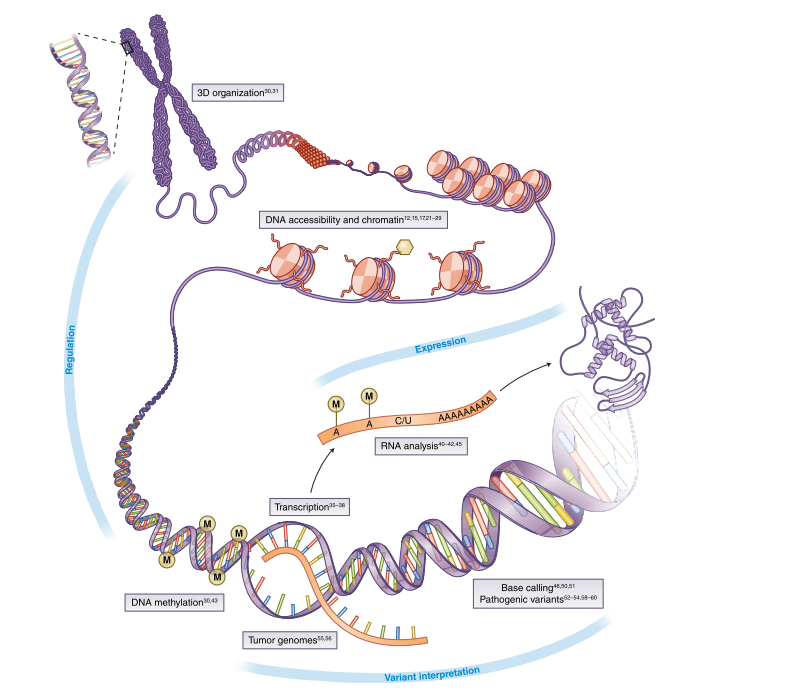 3D organization30,31
DNA accessibility and chromatin12,15,17,21–29
Regulation
Expression
M
M
A
A
C/U
AAAAAAAAA
RNA analysis40–42,45
Transcription35–38
M
M
M
M
Base calling46,50,51
Pathogenic variants52–54,58–60
DNA methylation30,43
Tumor genomes55,56
Variant interpretation